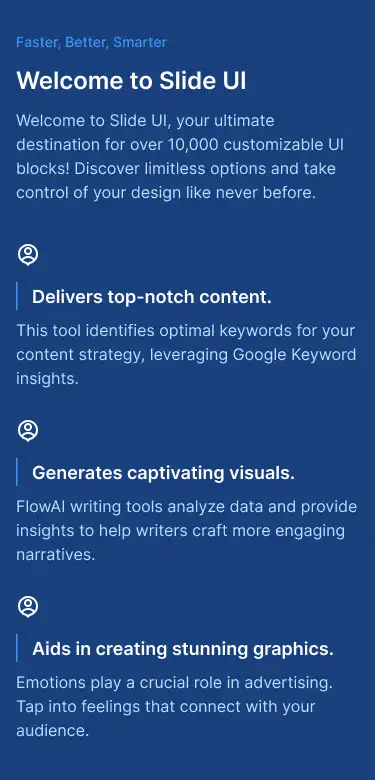 Faster, Better, Smarter
Welcome to Slide UI
Welcome to Slide UI, your ultimate
destination for over 10,000 customizable UI
blocks! Discover limitless options and take
control of your design like never before.
Delivers top-notch content.
This tool identifies optimal keywords for your
content strategy, leveraging Google Keyword
insights.
Generates captivating visuals.
FlowAI writing tools analyze data and provide
insights to help writers craft more engaging
narratives.
Aids in creating stunning graphics.
Emotions play a crucial role in advertising.
Tap into feelings that connect with your
audience.